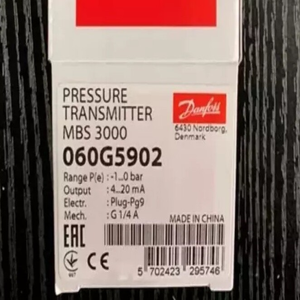 PRESSURE
TRANSMITTER
MBS 3000
060G5902
Range P(e) : -1...0 bar
Output : 4...20 mA
Electr. : Plug-Pg9
Mech. : G 1/4 A
Danfoss
6430 Nordborg,
Denmark
MADE IN CHINA
EAC
CE
5 702423 295746 >